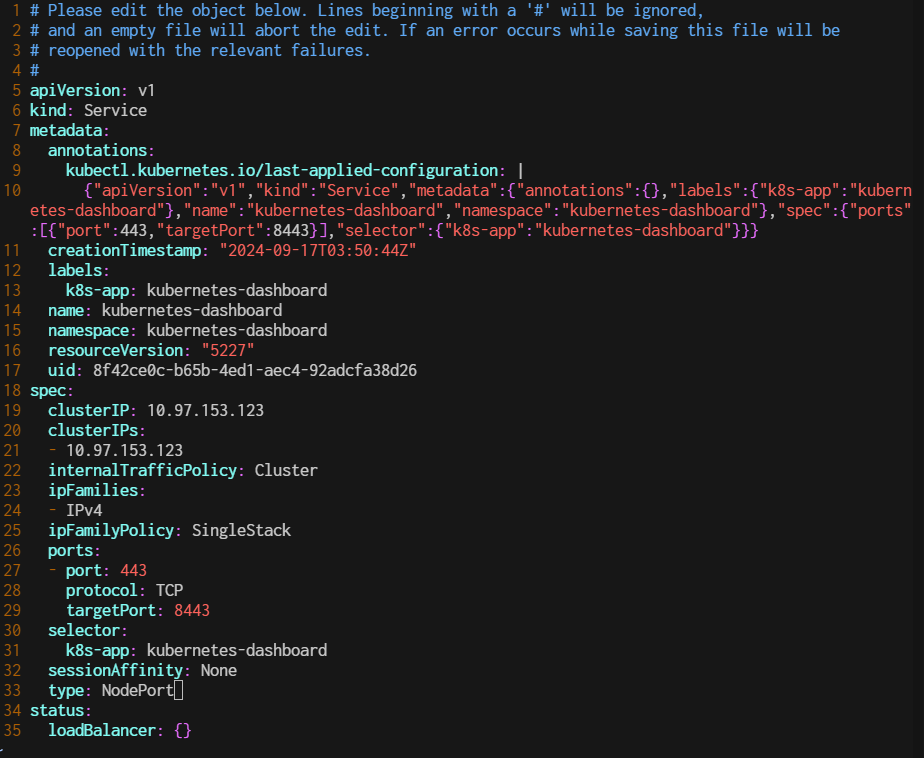 1 # Please edit the object below. Lines beginning with a '#' will be ignored,
2 # and an empty file will abort the edit. If an error occurs while saving this file will be
3 # reopened with the relevant failures.
4 #
5 apiVersion: v1
6 kind: Service
7 metadata:
8   annotations:
9     kubectl.kubernetes.io/last-applied-configuration: |
10       {"apiVersion":"v1","kind":"Service","metadata":{"annotations":{},"labels":{"k8s-app":"kubern
etes-dashboard"},"name":"kubernetes-dashboard","namespace":"kubernetes-dashboard"},"spec":{"ports"
:[{"port":443,"targetPort":8443}],"selector":{"k8s-app":"kubernetes-dashboard"}}}
11   creationTimestamp: "2024-09-17T03:50:44Z"
12   labels:
13     k8s-app: kubernetes-dashboard
14   name: kubernetes-dashboard
15   namespace: kubernetes-dashboard
16   resourceVersion: "5227"
17   uid: 8f42ce0c-b65b-4ed1-aec4-92adcfa38d26
18 spec:
19   clusterIP: 10.97.153.123
20   clusterIPs:
21   - 10.97.153.123
22   internalTrafficPolicy: Cluster
23   ipFamilies:
24   - IPv4
25   ipFamilyPolicy: SingleStack
26   ports:
27   - port: 443
28     protocol: TCP
29     targetPort: 8443
30   selector:
31     k8s-app: kubernetes-dashboard
32   sessionAffinity: None
33   type: NodePort
34 status:
35   loadBalancer: {}